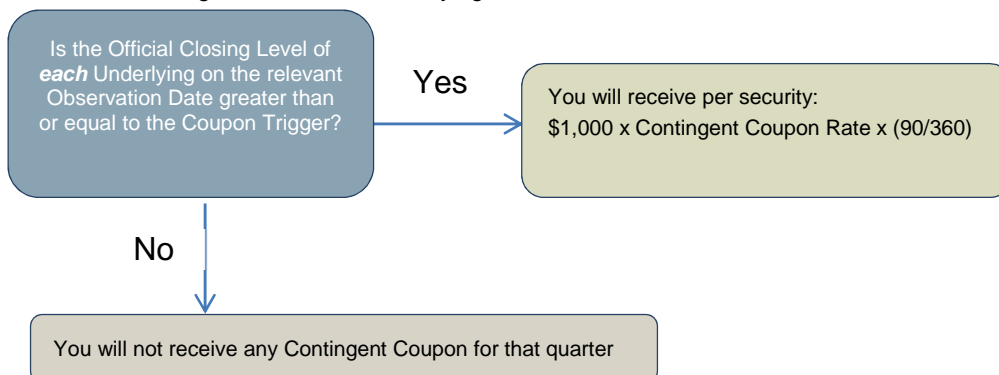 Is the Official Closing Level of
each Underlying on the relevant
Observation Date greater than
or equal to the Coupon Trigger?
Yes
You will receive per security:
$1,000 x Contingent Coupon Rate x (90/360)
No
You will not receive any Contingent Coupon for that quarter